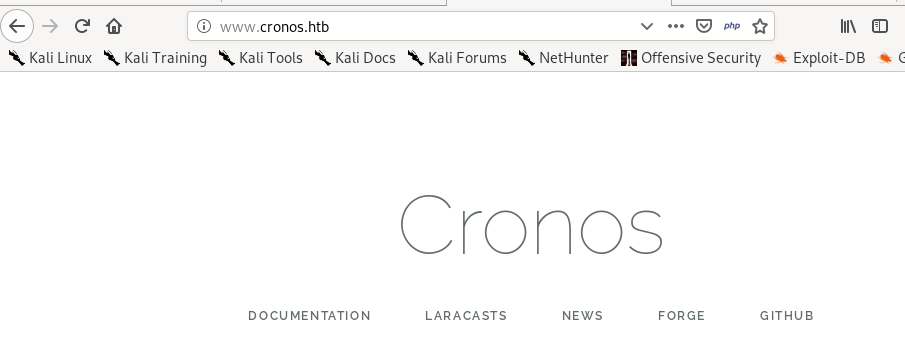 www.cronos.htb php
Kali Linux Kali Training Kali Tools Kali Docs Kali Forums NetHunter Offensive Security Exploit-DB G
Cronos
DOCUMENTATION LARACASTS NEWS FORGE GITHUB